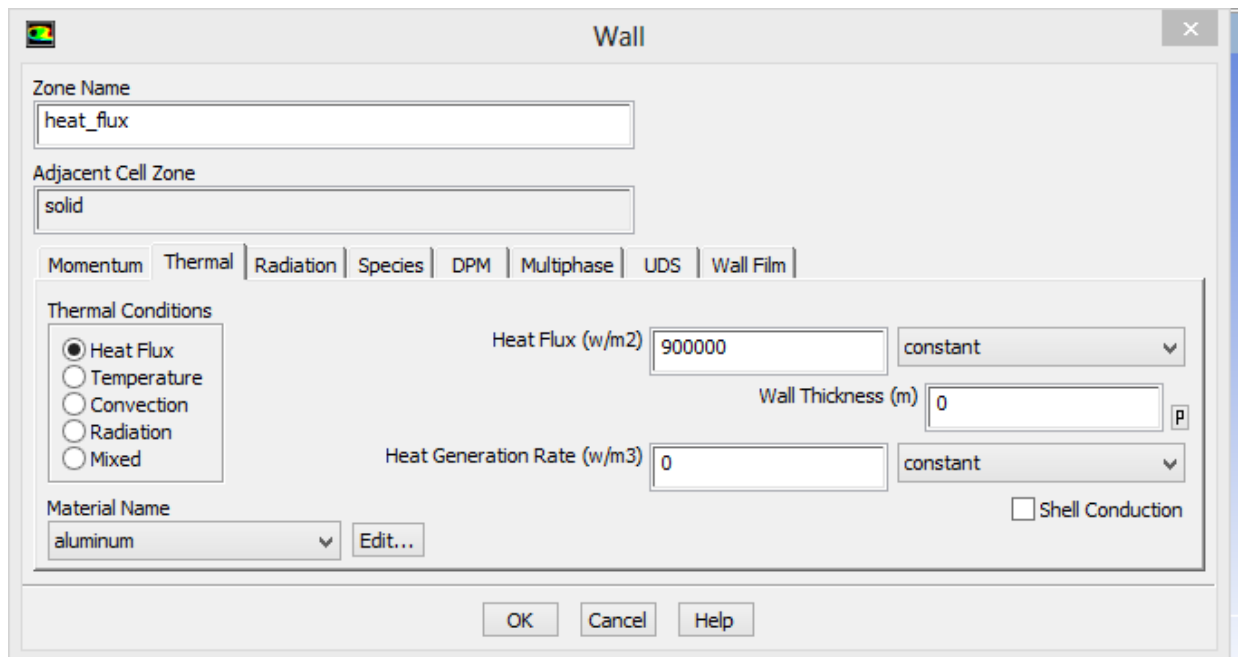 Wall
Zone Name
heat_flux
Adjacent Cell Zone
solid
Momentum Thermal Radiation Species DPM Multiphase UDS Wall Film
Thermal Conditions
Heat Flux
Temperature
Convection
Radiation
Mixed
Heat Flux (w/m2) 900000 constant
Wall Thickness (m) 0 P
Heat Generation Rate (w/m3) 0 constant
Material Name
aluminum Edit...
Shell Conduction
OK Cancel Help